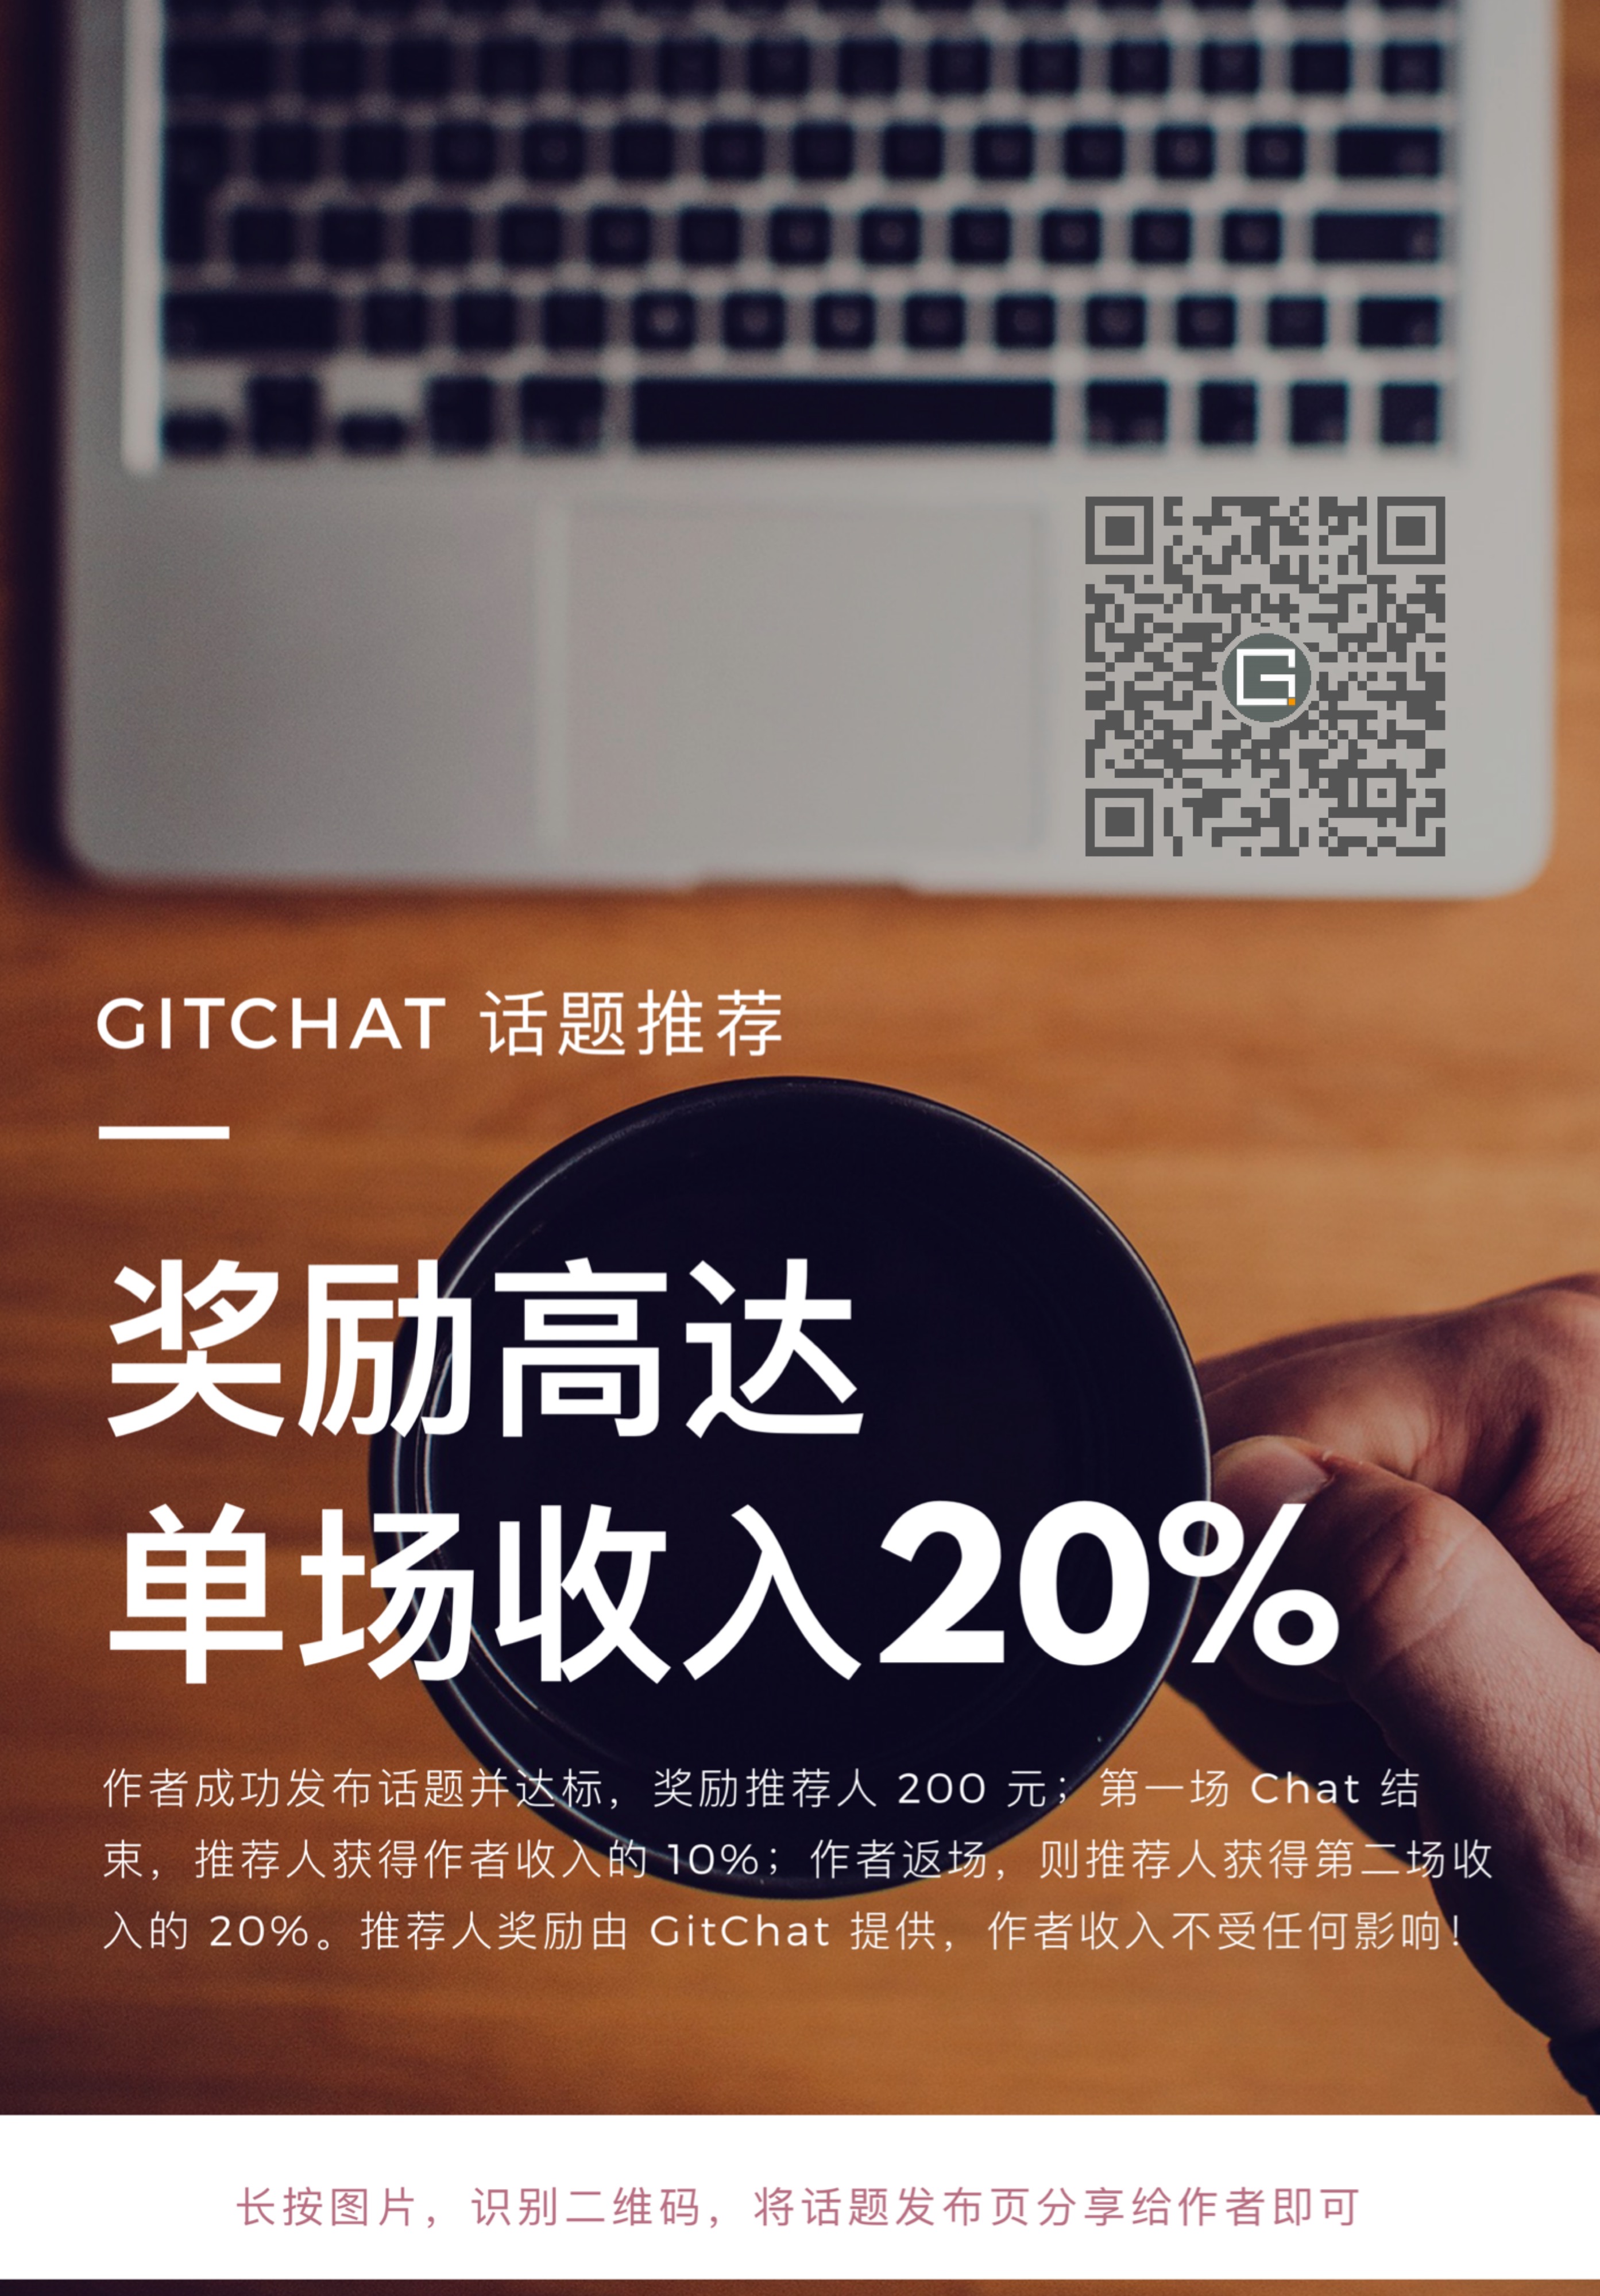 GITCHAT 话题推荐
奖励高达
单场收入20%
作者成功发布话题并达标，奖励推荐人 200 元；第一场 Chat 结
束，推荐人获得作者收入的 10%；作者返场，则推荐人获得第二场收
入的 20%。推荐人奖励由 GitChat 提供，作者收入不受任何影响！
长按图片，识别二维码，将话题发布页分享给作者即可